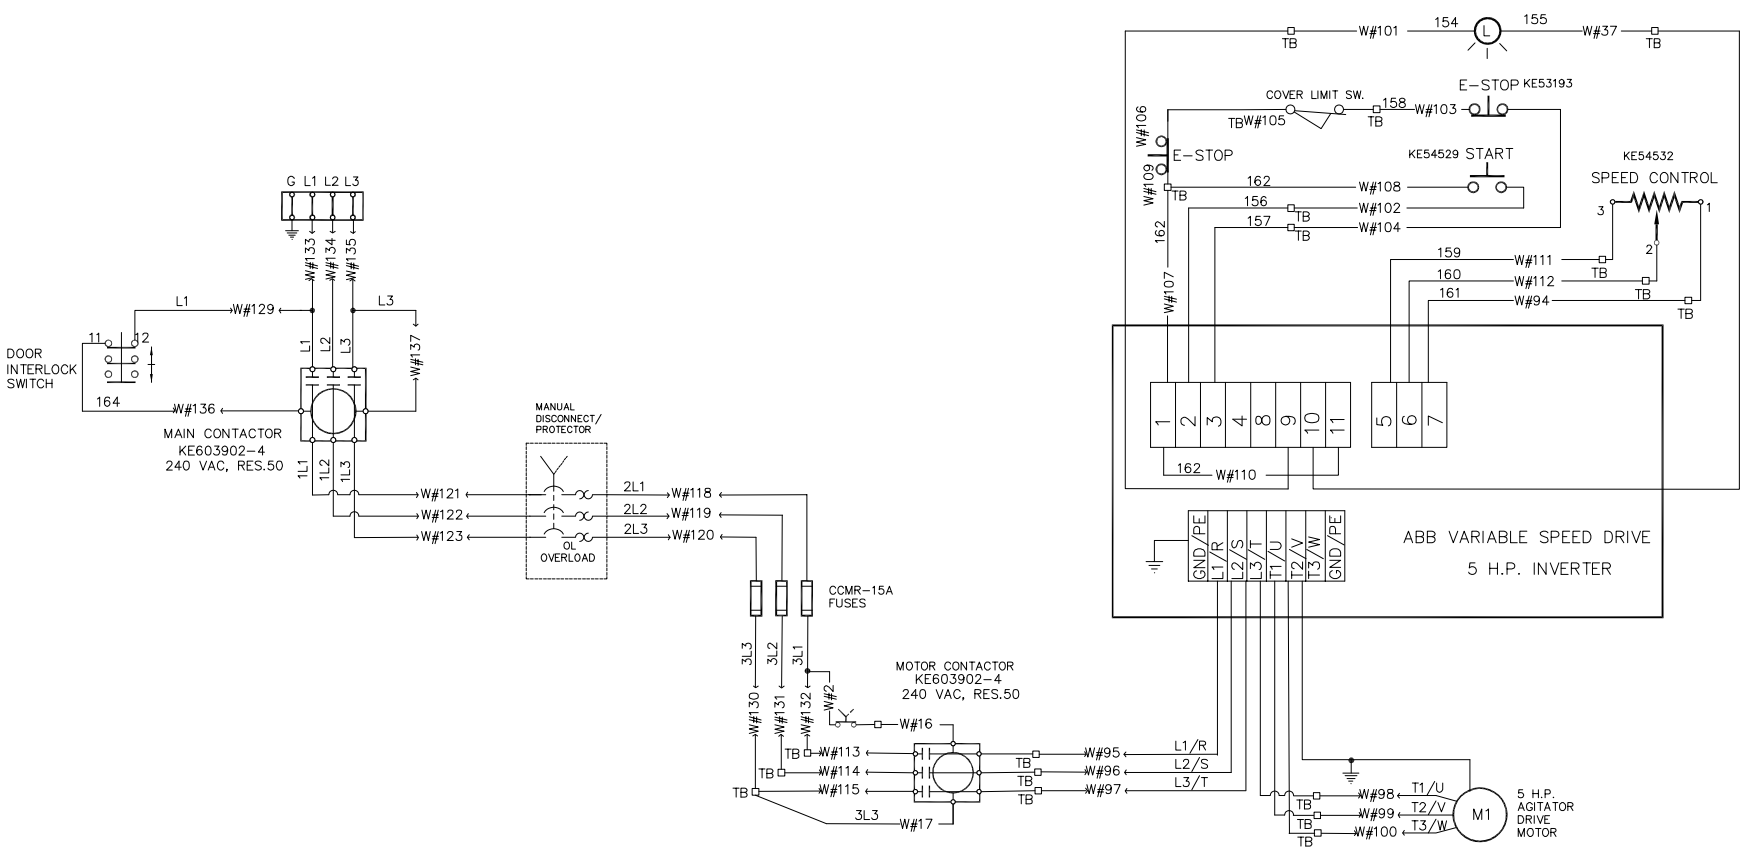 154
155
L
W#101
W#37
TB
TB
E-STOP KE53193
COVER LIMIT SW.
158
W#103
TB W#105
TB
W#106
E-STOP
W#109
KE54529 START
KE54532
SPEED CONTROL
TB
162
W#108
156
W#102
TB
157
W#104
TB
3
1
2
162
159
W#111
TB
160
W#112
TB
161
W#94
TB
W#107
G L1 L2 L3
W#133
W#134
W#135
L1
W#129
L3
W#137
11
12
L1
L2
L3
DOOR
INTERLOCK
SWITCH
164
W#136
MAIN CONTACTOR
KE603902-4
240 VAC, RES.50
1L1
1L2
1L3
MANUAL
DISCONNECT/
PROTECTOR
W#121
2L1
W#118
W#122
2L2
W#119
W#123
2L3
W#120
OL
OVERLOAD
1
2
3
4
8
9
10
11
5
6
7
162
W#110
GND/PE
L1/R
L2/S
L3/T
T1/U
T2/V
T3/W
GND/PE
ABB VARIABLE SPEED DRIVE
5 H.P. INVERTER
CCMR-15A
FUSES
3L3
3L2
3L1
W#130
W#131
W#132
W#2
MOTOR CONTACTOR
KE603902-4
240 VAC, RES.50
W#16
TB
W#113
TB
W#114
TB
W#115
3L3
W#17
TB
W#95
L1/R
TB
W#96
L2/S
TB
W#97
L3/T
TB
W#98
T1/U
TB
W#99
T2/V
TB
W#100
T3/W
M1
5 H.P.
AGITATOR
DRIVE
MOTOR